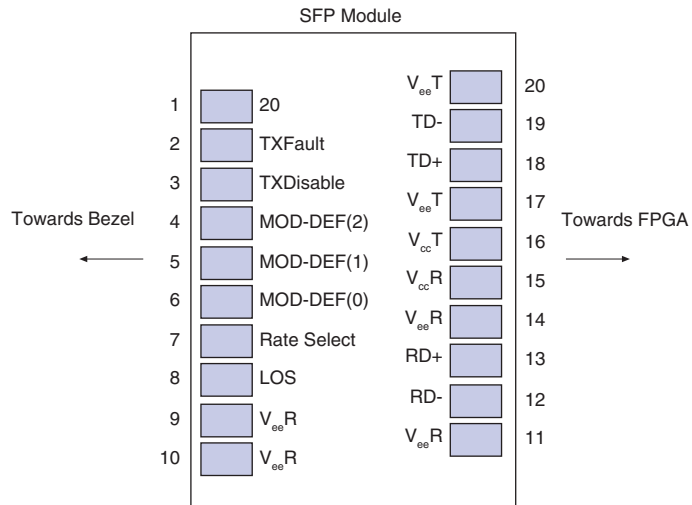 SFP Module
1 20
2 TXFault
3 TXDisable
4 MOD-DEF(2)
5 MOD-DEF(1)
6 MOD-DEF(0)
7 Rate Select
8 LOS
9 VeeR
10 VeeR
VeeT 20
TD- 19
TD+ 18
VeeT 17
VccT 16
VccR 15
VeeR 14
RD+ 13
RD- 12
VeeR 11
Towards Bezel
Towards FPGA